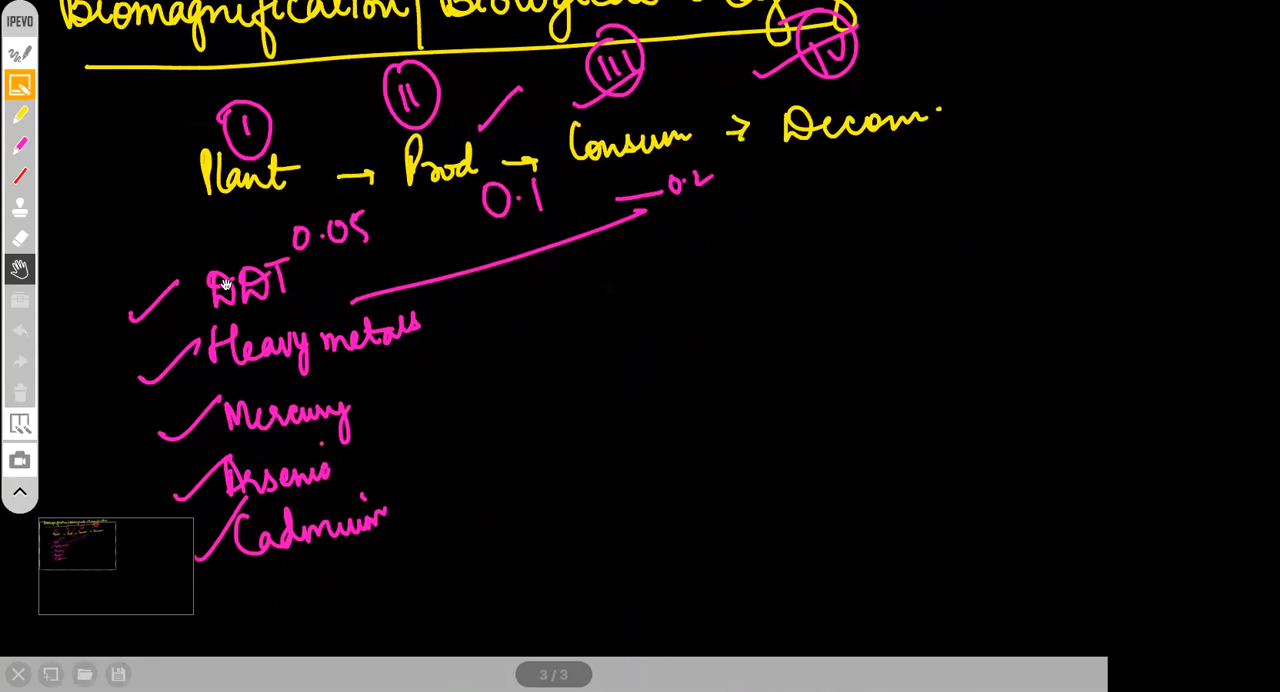 IPEVO
Biomagnification/Biological
I II III IV
Plant → Prod → Consum → Decom.
0.05 0.1 0.2
DDT
Heavy metals
Mercury
Arsenic
Cadmium
3 / 3